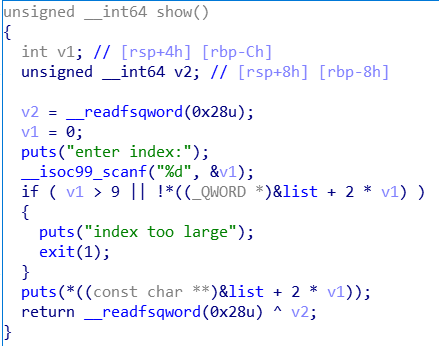 unsigned __int64 show()
{
  int v1; // [rsp+4h] [rbp-Ch]
  unsigned __int64 v2; // [rsp+8h] [rbp-8h]

  v2 = __readfsqword(0x28u);
  v1 = 0;
  puts("enter index:");
  __isoc99_scanf("%d", &v1);
  if ( v1 > 9 || !*((_QWORD *)&list + 2 * v1) )
  {
    puts("index too large");
    exit(1);
  }
  puts(*((const char **)&list + 2 * v1));
  return __readfsqword(0x28u) ^ v2;
}